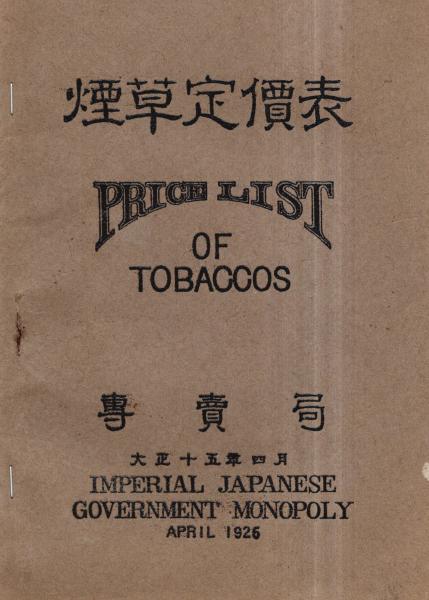 煙草定價表
PRICE LIST
OF
TOBACCOS
專賣局
大正十五年四月
IMPERIAL JAPANESE
GOVERNMENT MONOPOLY
APRIL 1926